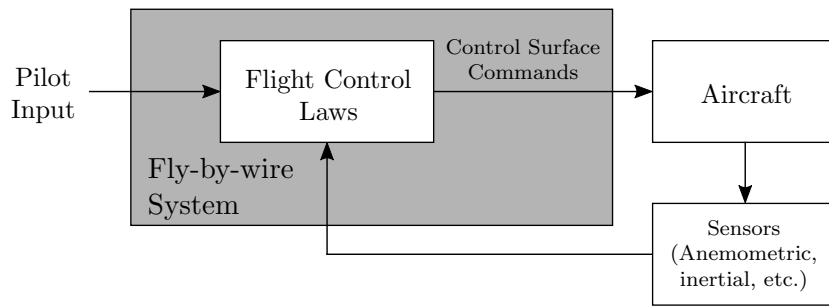 Pilot
Input
Flight Control
Laws
Control Surface
Commands
Aircraft
Fly-by-wire
System
Sensors
(Anemometric,
inertial, etc.)